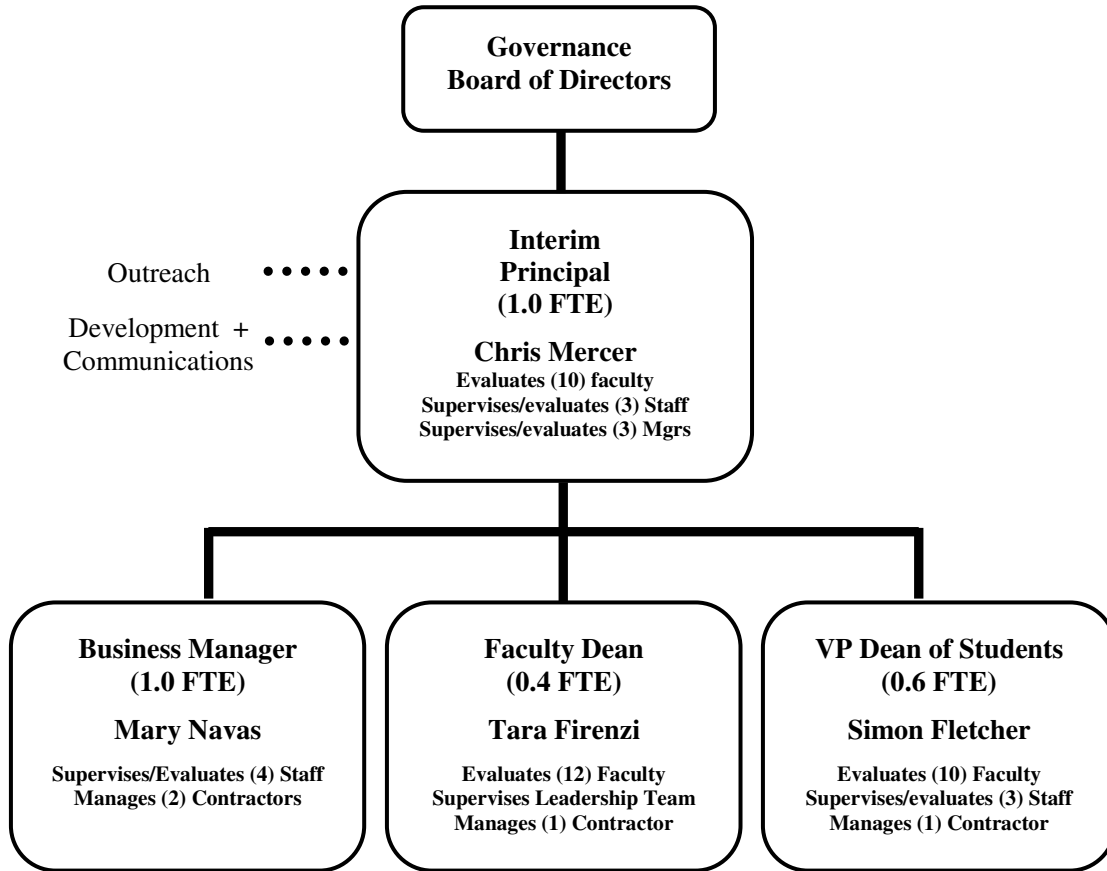 Governance
Board of Directors
Interim
Principal
(1.0 FTE)
Chris Mercer
Evaluates (10) faculty
Supervises/evaluates (3) Staff
Supervises/evaluates (3) Mgrs
Outreach
Development +
Communications
Business Manager
(1.0 FTE)
Mary Navas
Supervises/Evaluates (4) Staff
Manages (2) Contractors
Faculty Dean
(0.4 FTE)
Tara Firenzi
Evaluates (12) Faculty
Supervises Leadership Team
Manages (1) Contractor
VP Dean of Students
(0.6 FTE)
Simon Fletcher
Evaluates (10) Faculty
Supervises/evaluates (3) Staff
Manages (1) Contractor